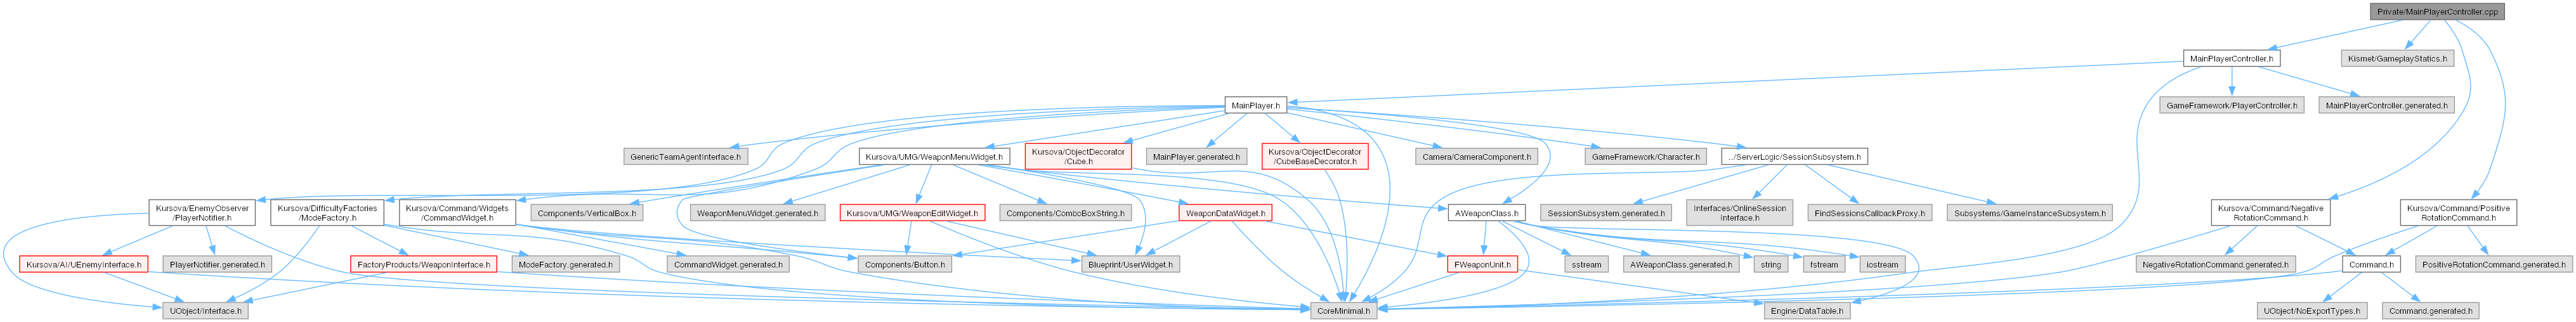 Private/MainPlayerController.cpp
MainPlayerController.h
Kismet/GameplayStatics.h
MainPlayer.h
GameFramework/PlayerController.h
MainPlayerController.generated.h
GenericTeamAgentInterface.h
Kursova/UMG/WeaponMenuWidget.h
Kursova/ObjectDecorator
/Cube.h
MainPlayer.generated.h
Kursova/ObjectDecorator
/CubeBaseDecorator.h
Camera/CameraComponent.h
GameFramework/Character.h
../ServerLogic/SessionSubsystem.h
Kursova/EnemyObserver
/PlayerNotifier.h
Kursova/DifficultyFactories
/ModeFactory.h
Kursova/Command/Widgets
/CommandWidget.h
Components/VerticalBox.h
WeaponMenuWidget.generated.h
Kursova/UMG/WeaponEditWidget.h
Components/ComboBoxString.h
WeaponDataWidget.h
AWeaponClass.h
SessionSubsystem.generated.h
Interfaces/OnlineSession
Interface.h
FindSessionsCallbackProxy.h
Subsystems/GameInstanceSubsystem.h
Kursova/Command/Negative
RotationCommand.h
Kursova/Command/Positive
RotationCommand.h
Kursova/AI/UEnemyInterface.h
PlayerNotifier.generated.h
FactoryProducts/WeaponInterface.h
ModeFactory.generated.h
CommandWidget.generated.h
Components/Button.h
Blueprint/UserWidget.h
FWeaponUnit.h
sstream
AWeaponClass.generated.h
string
fstream
iostream
NegativeRotationCommand.generated.h
Command.h
PositiveRotationCommand.generated.h
UObject/Interface.h
CoreMinimal.h
Engine/DataTable.h
UObject/NoExportTypes.h
Command.generated.h